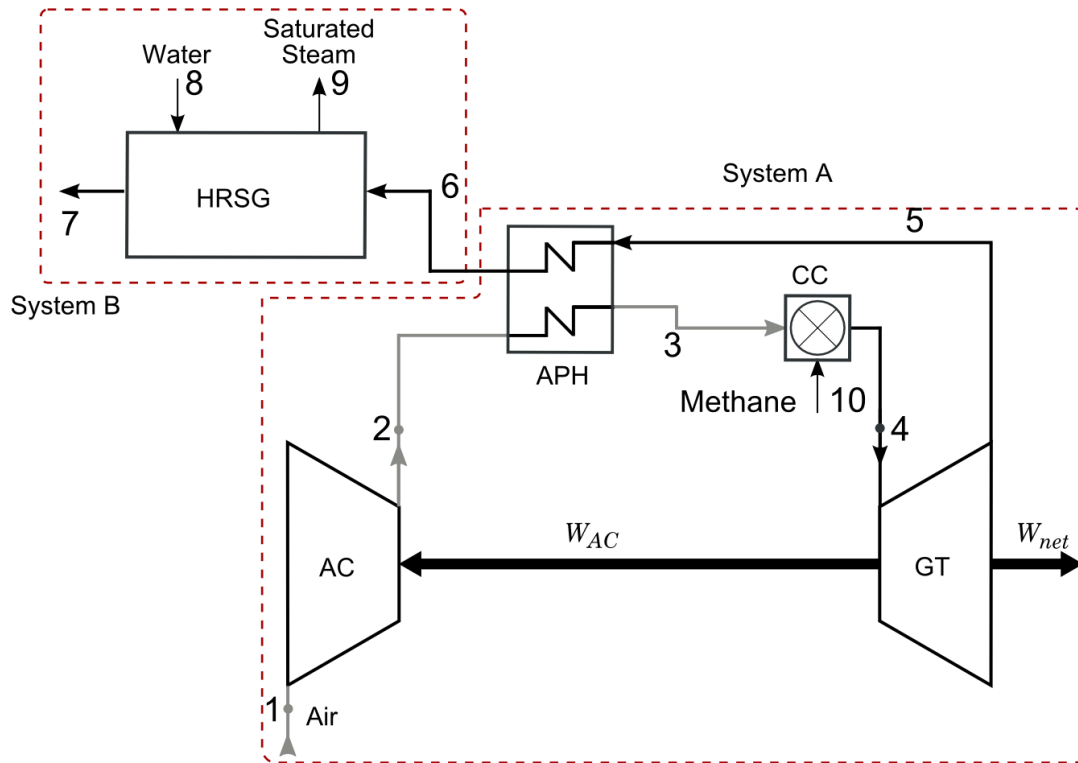 Saturated
Steam
Water
8
9
HRSG
6
7
System A
System B
5
CC
APH
3
Methane
10
2
4
W_AC
W_net
AC
GT
1
Air